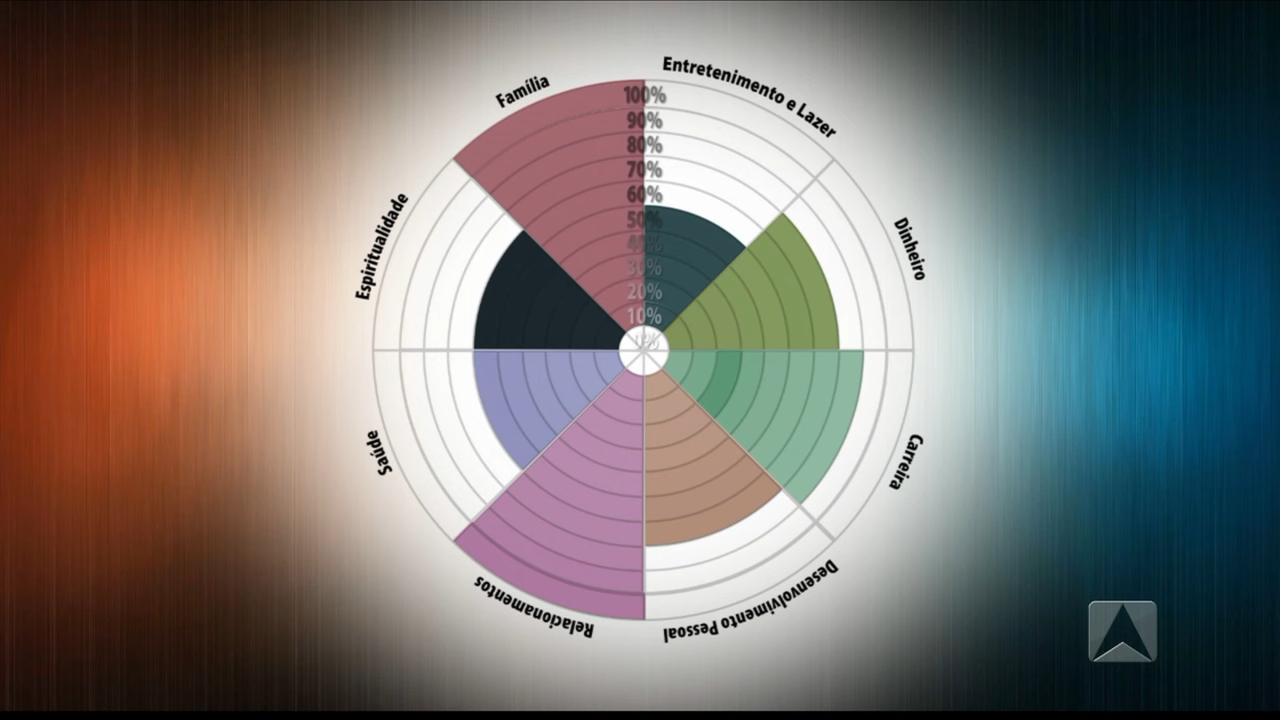 Família
Entretenimento e Lazer
Dinheiro
Carreira
Desenvolvimento Pessoal
Relacionamentos
Saúde
Espiritualidade
100%
90%
80%
70%
60%
50%
40%
30%
20%
10%
0%